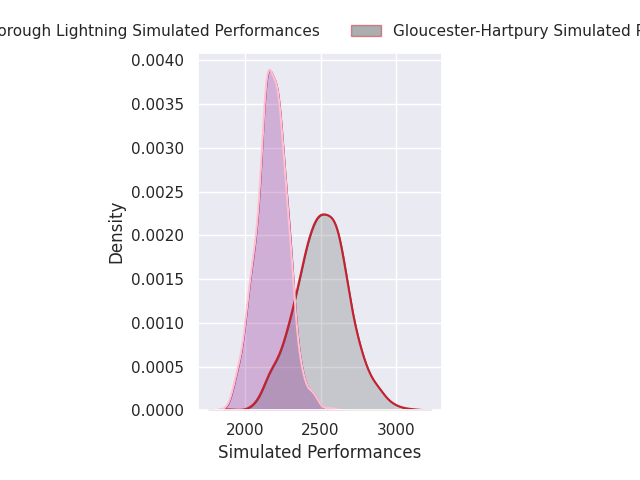 orough Lightning Simulated Performances
Gloucester-Hartpury Simulated
0.0040
0.0035
0.0030
0.0025
0.0020
0.0015
0.0010
0.0005
0.0000
Density
2000 2500 3000
Simulated Performances